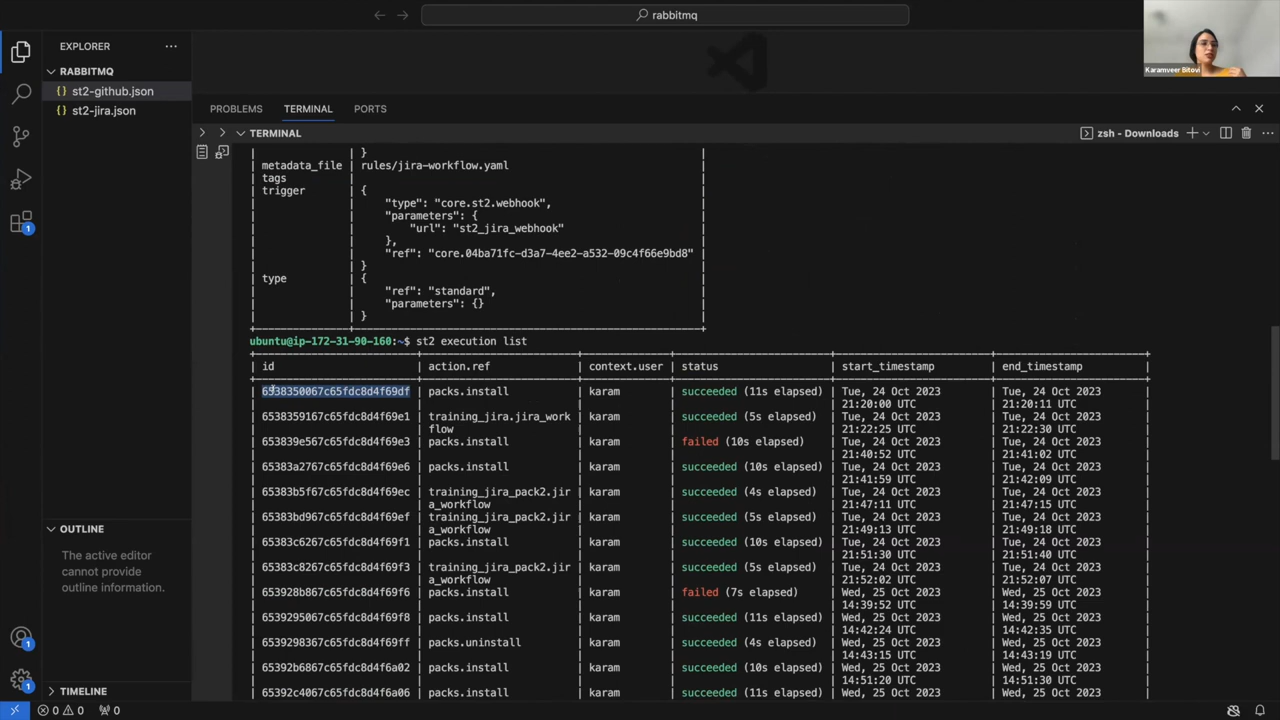 rabbitmq
Karamveer Bitovi
EXPLORER
RABBITMQ
{} st2-github.json
{} st2-jira.json
PROBLEMS
TERMINAL
PORTS
TERMINAL
zsh - Downloads
| | } |
| metadata_file | rules/jira-workflow.yaml |
| tags | |
| trigger | { |
| | "type": "core.st2.webhook", |
| | "parameters": { |
| | "url": "st2_jira_webhook" |
| | }, |
| | "ref": "core.04ba71fc-d3a7-4ee2-a532-09c4f66e9bd8" |
| | } |
| type | { |
| | "ref": "standard", |
| | "parameters": {} |
| | } |
ubuntu@ip-172-31-90-160:~$ st2 execution list
| id | action.ref | context.user | status | start_timestamp | end_timestamp |
| 6538350067c65fdc8d4f69df | packs.install | karam | succeeded (11s elapsed) | Tue, 24 Oct 2023 | Tue, 24 Oct 2023 |
| | | | | 21:20:00 UTC | 21:20:11 UTC |
| 6538359167c65fdc8d4f69e1 | training_jira.jira_work | karam | succeeded (5s elapsed) | Tue, 24 Oct 2023 | Tue, 24 Oct 2023 |
| | flow | | | 21:22:25 UTC | 21:22:30 UTC |
| 653839e567c65fdc8d4f69e3 | packs.install | karam | failed (10s elapsed) | Tue, 24 Oct 2023 | Tue, 24 Oct 2023 |
| | | | | 21:40:52 UTC | 21:41:02 UTC |
| 65383a2767c65fdc8d4f69e6 | packs.install | karam | succeeded (10s elapsed) | Tue, 24 Oct 2023 | Tue, 24 Oct 2023 |
| | | | | 21:41:59 UTC | 21:42:09 UTC |
| 65383b5f67c65fdc8d4f69ec | training_jira_pack2.jir | karam | succeeded (4s elapsed) | Tue, 24 Oct 2023 | Tue, 24 Oct 2023 |
| | a_workflow | | | 21:47:11 UTC | 21:47:15 UTC |
| 65383bd967c65fdc8d4f69ef | training_jira_pack2.jir | karam | succeeded (5s elapsed) | Tue, 24 Oct 2023 | Tue, 24 Oct 2023 |
| | a_workflow | | | 21:49:13 UTC | 21:49:18 UTC |
| 65383c6267c65fdc8d4f69f1 | packs.install | karam | succeeded (10s elapsed) | Tue, 24 Oct 2023 | Tue, 24 Oct 2023 |
| | | | | 21:51:30 UTC | 21:51:40 UTC |
| 65383c8267c65fdc8d4f69f3 | training_jira_pack2.jir | karam | succeeded (5s elapsed) | Tue, 24 Oct 2023 | Tue, 24 Oct 2023 |
| | a_workflow | | | 21:52:02 UTC | 21:52:07 UTC |
| 653928b867c65fdc8d4f69f6 | packs.install | karam | failed (7s elapsed) | Wed, 25 Oct 2023 | Wed, 25 Oct 2023 |
| | | | | 14:39:52 UTC | 14:39:59 UTC |
| 6539295067c65fdc8d4f69f8 | packs.install | karam | succeeded (11s elapsed) | Wed, 25 Oct 2023 | Wed, 25 Oct 2023 |
| | | | | 14:42:24 UTC | 14:42:35 UTC |
| 6539298367c65fdc8d4f69ff | packs.uninstall | karam | succeeded (4s elapsed) | Wed, 25 Oct 2023 | Wed, 25 Oct 2023 |
| | | | | 14:43:15 UTC | 14:43:19 UTC |
| 65392b6867c65fdc8d4f6a02 | packs.install | karam | succeeded (10s elapsed) | Wed, 25 Oct 2023 | Wed, 25 Oct 2023 |
| | | | | 14:51:20 UTC | 14:51:30 UTC |
| 65392c4067c65fdc8d4f6a06 | packs.install | karam | succeeded (11s elapsed) | Wed, 25 Oct 2023 | Wed, 25 Oct 2023 |
OUTLINE
The active editor
cannot provide
outline information.
TIMELINE
1
1
1
0 0 0